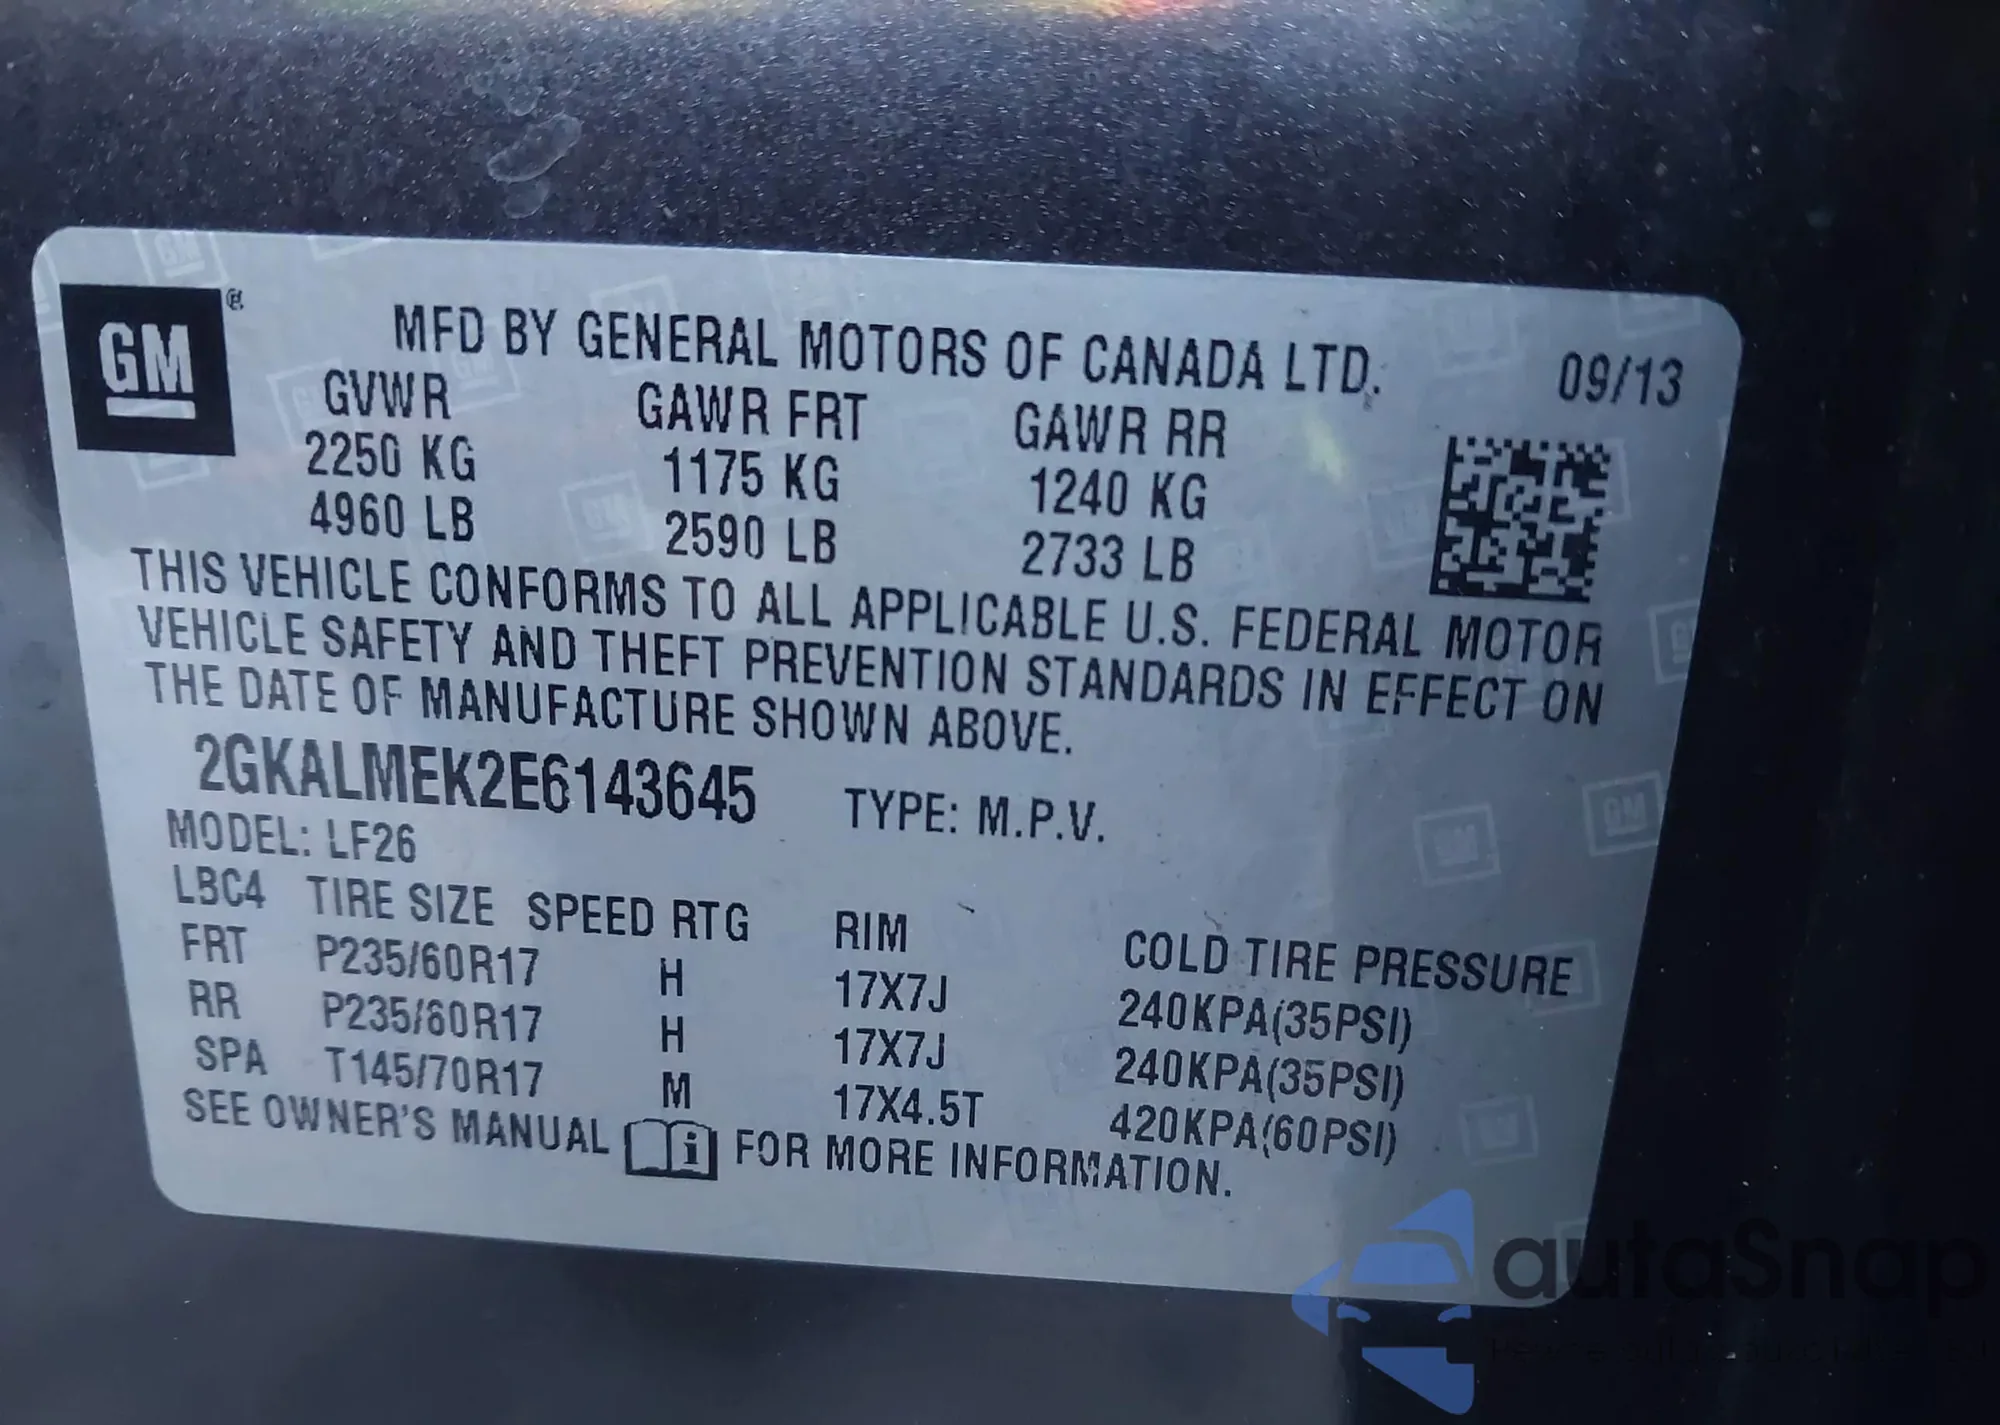 GM®
MFD BY GENERAL MOTORS OF CANADA LTD. 09/13
GVWR GAWR FRT GAWR RR
2250 KG 1175 KG 1240 KG
4960 LB 2590 LB 2733 LB
THIS VEHICLE CONFORMS TO ALL APPLICABLE U.S. FEDERAL MOTOR
VEHICLE SAFETY AND THEFT PREVENTION STANDARDS IN EFFECT ON
THE DATE OF MANUFACTURE SHOWN ABOVE.
2GKALMEK2E6143645 TYPE: M.P.V.
MODEL: LF26
LBC4 TIRE SIZE SPEED RTG RIM COLD TIRE PRESSURE
FRT P235/60R17 H 17X7J 240KPA(35PSI)
RR P235/60R17 H 17X7J 240KPA(35PSI)
SPA T145/70R17 M 17X4.5T 420KPA(60PSI)
SEE OWNER'S MANUAL i FOR MORE INFORMATION.
autaSnap